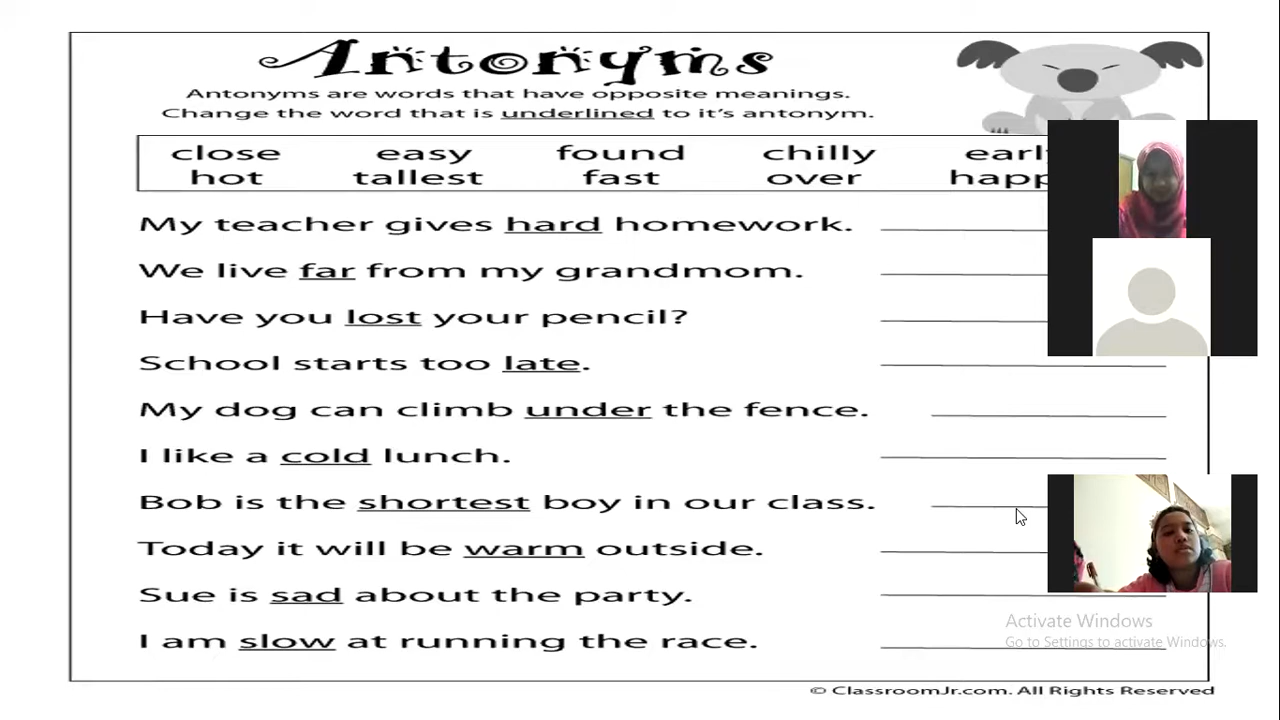 Antonyms
Antonyms are words that have opposite meanings.
Change the word that is underlined to it's antonym.
close easy found chilly
hot tallest fast over
My teacher gives hard homework.
We live far from my grandmom.
Have you lost your pencil?
School starts too late.
My dog can climb under the fence.
I like a cold lunch.
Bob is the shortest boy in our class.
Today it will be warm outside.
Sue is sad about the party.
I am slow at running the race.
Activate Windows
Go to Settings to activate Windows.
© ClassroomJr.com. All Rights Reserved